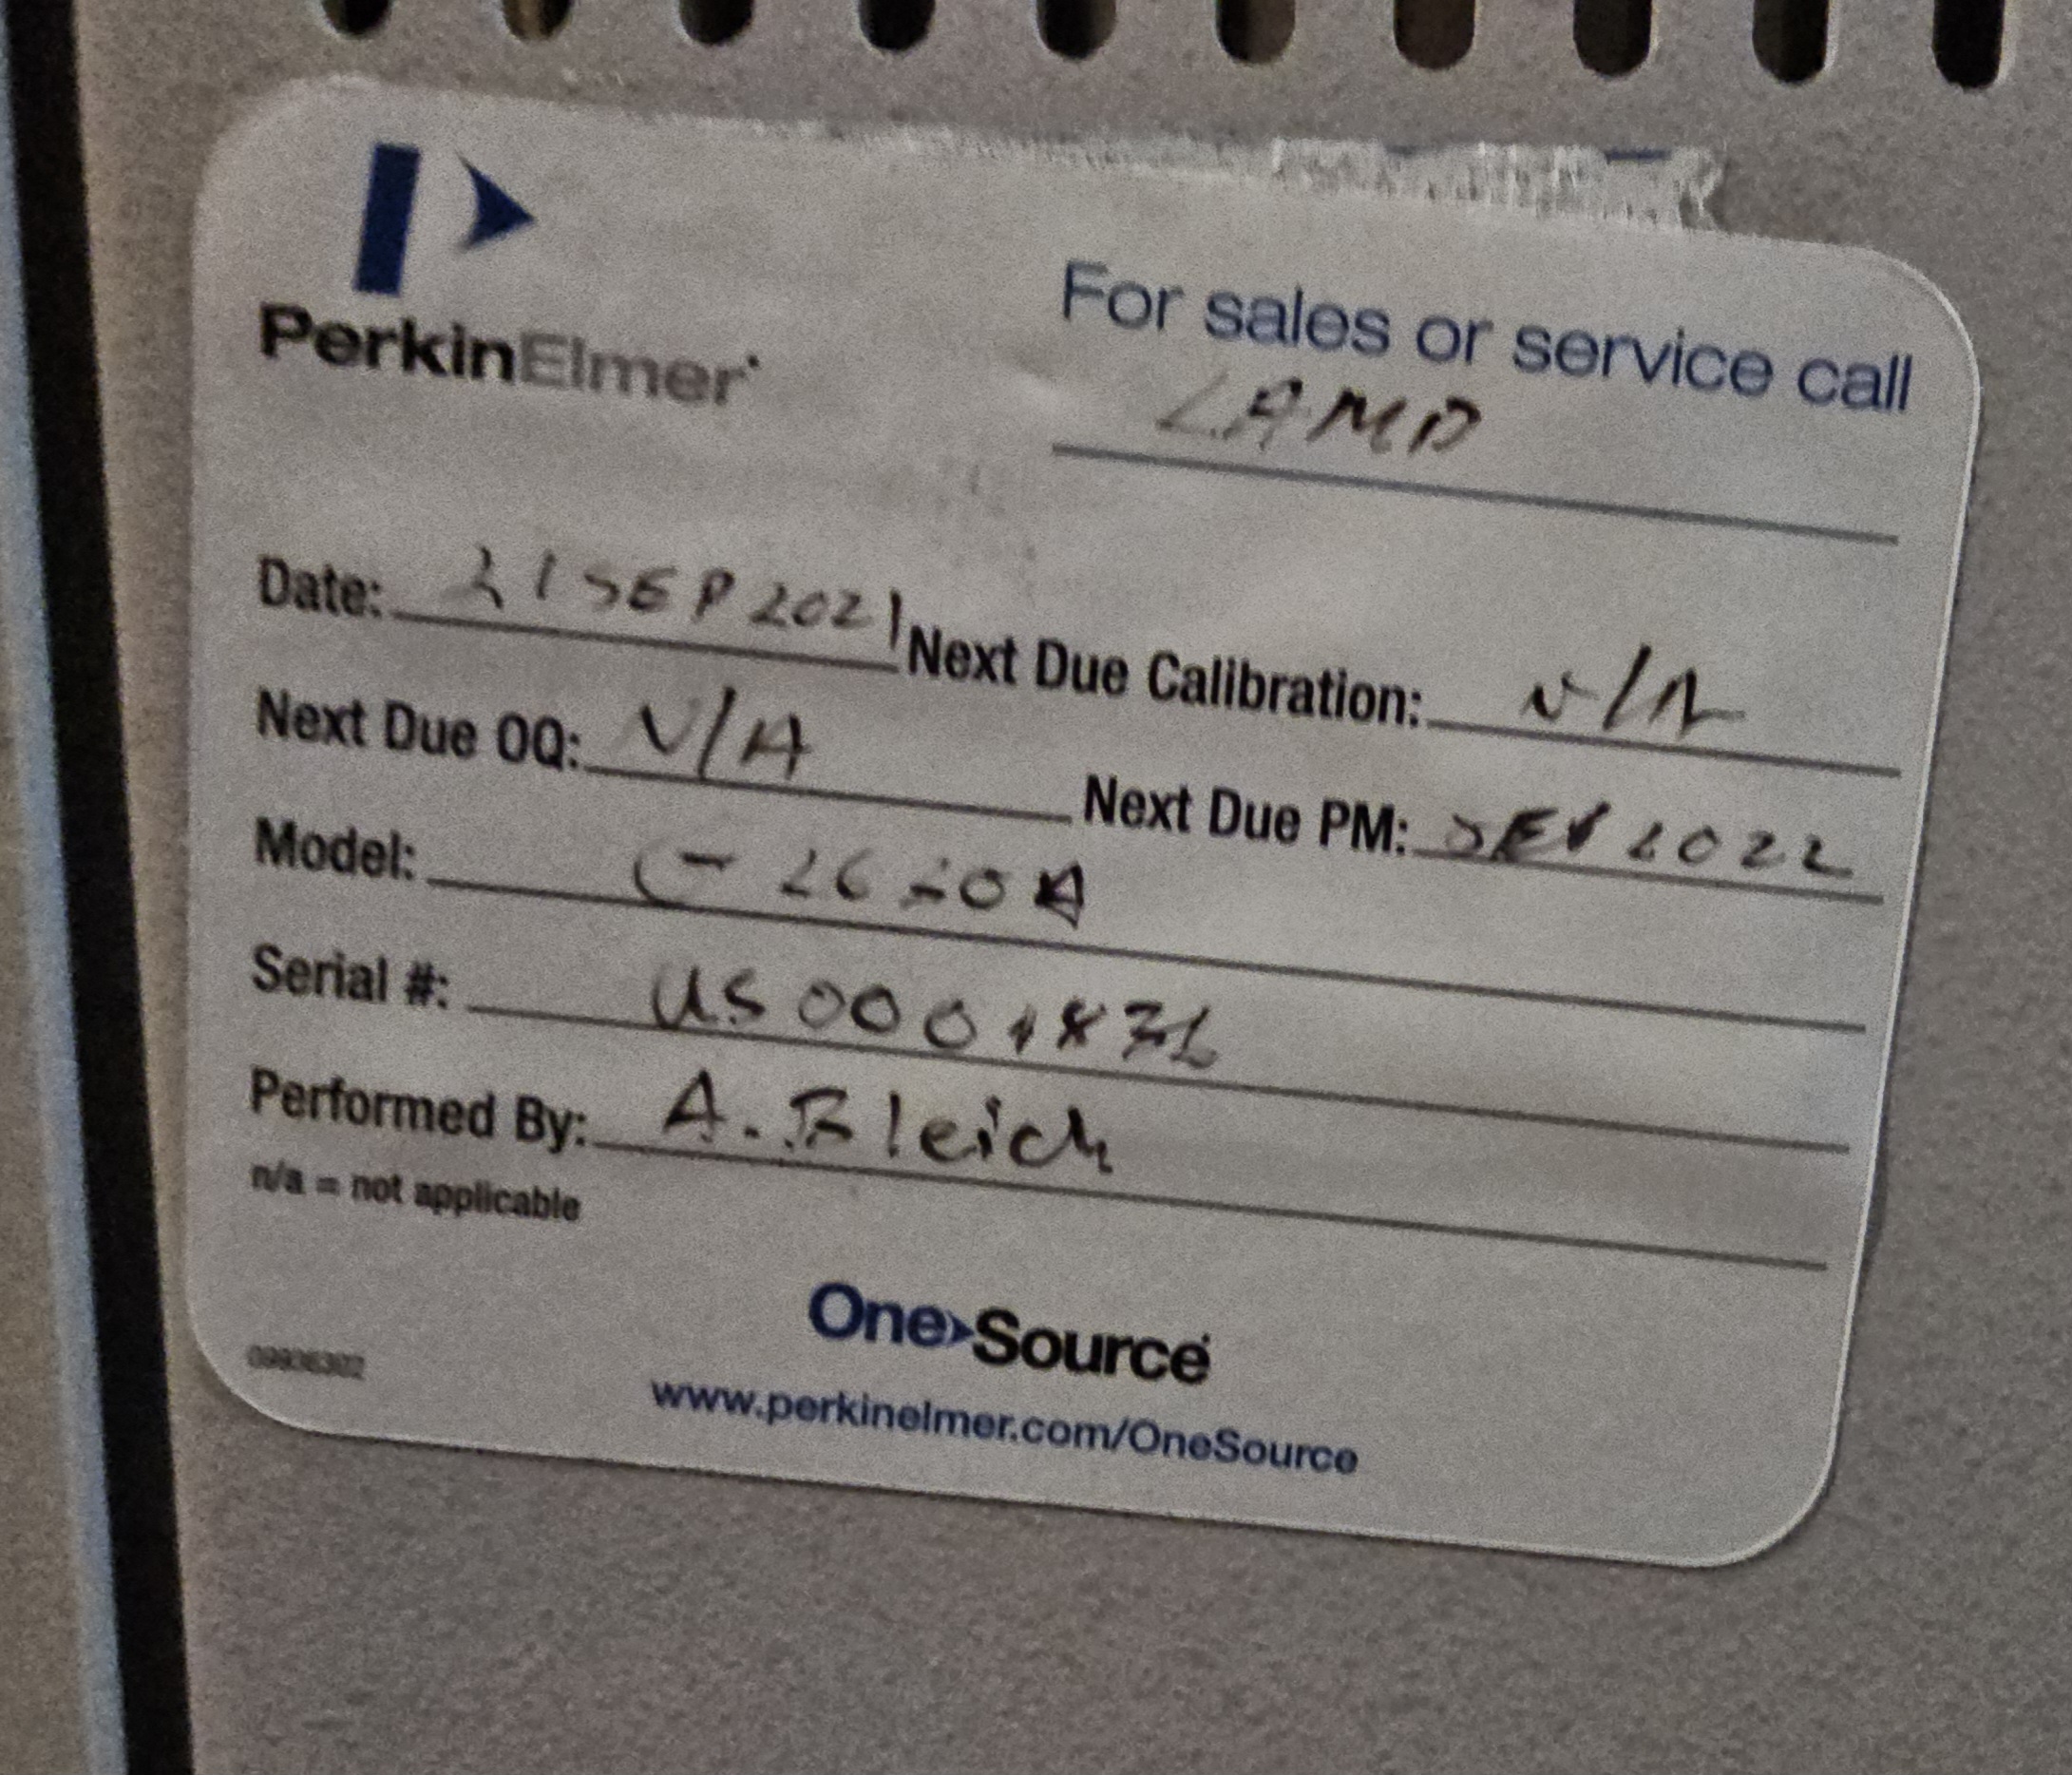 PerkinElmer
For sales or service call
LAMD
Date: 21 SEP 2021 Next Due Calibration: N/A
Next Due OQ: N/A Next Due PM: SEP 2022
Model:
Serial #:
Performed By: A. Bleich
n/a = not applicable
One Source
www.perkinelmer.com/OneSource